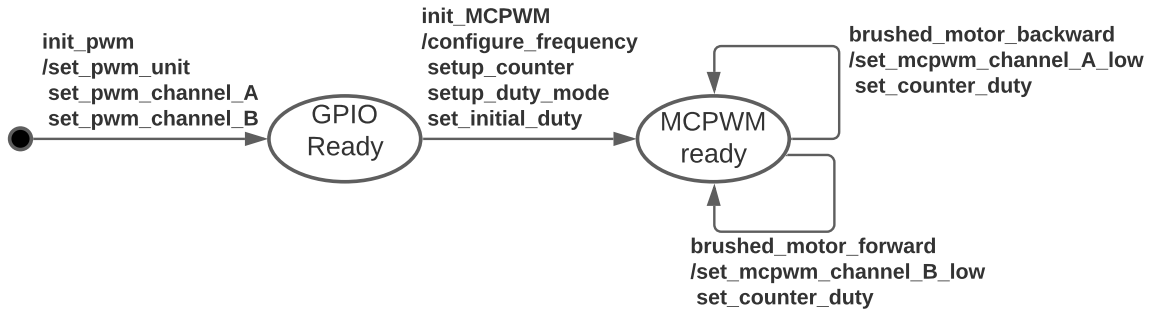 init_pwm
/set_pwm_unit
set_pwm_channel_A
set_pwm_channel_B
GPIO
Ready
init_MCPWM
/configure_frequency
setup_counter
setup_duty_mode
set_initial_duty
MCPWM
ready
brushed_motor_backward
/set_mcpwm_channel_A_low
set_counter_duty
brushed_motor_forward
/set_mcpwm_channel_B_low
set_counter_duty